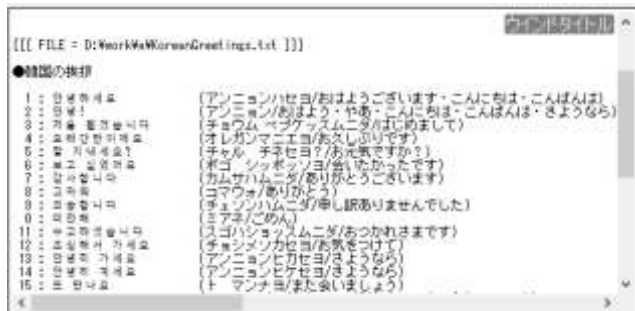 ウインドタイトル
[[[ FILE = D:¥work¥a¥KoreanGreetings.txt ]]]
●韓国の挨拶
1 : 안녕하세요 (アンニョンハセヨ/おはようございます・こんにちは・こんばんは)
2 : 안녕! (アンニョン/おはよう・やあ・こんにちは・こんばんは・さようなら)
3 : 처음 뵙겠습니다 (チョウム ペプケッスムニダ/はじめまして)
4 : 오래간만이에요 (オレガンマニエヨ/お久しぶりです)
5 : 잘 지내세요? (チャル チネセヨ?/お元気ですか?)
6 : 보고 싶었어요 (ポゴ シッポッソヨ/会いたかったです)
7 : 감사합니다 (カムサハムニダ/ありがとうございます)
8 : 고마워 (コマウォ/ありがとう)
9 : 죄송합니다 (チェソンハムニダ/申し訳ありませんでした)
0 : 미안해 (ミアネ/ごめん)
11 : 수고하셨습니다 (スゴハショッスムニダ/おつかれさまです)
12 : 조심해서 가세요 (チョシメソカセヨ/お気をつけて)
13 : 안녕히 가세요 (アンニョンヒカセヨ/さようなら)
14 : 안녕히 계세요 (アンニョンヒケセヨ/さようなら)
15 : 또 만나요 (ト マンナヨ/また会いましょう)